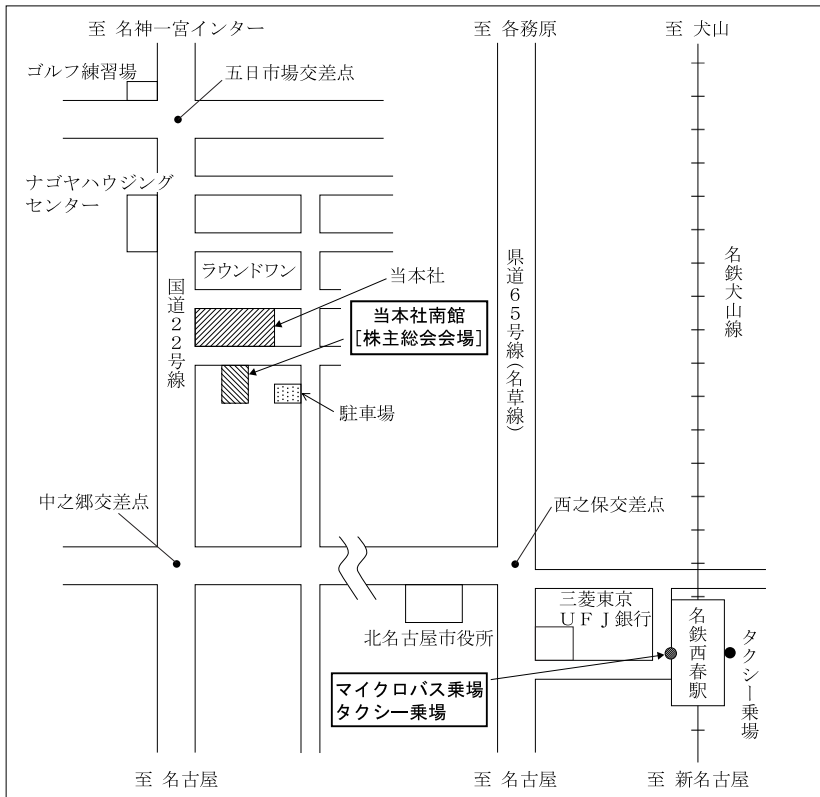 至 名神一宮インター
至 各務原
至 犬山
ゴルフ練習場
五日市場交差点
ナゴヤハウジング
センター
ラウンドワン
当本社
国道22号線
当本社南館
[株主総会会場]
県道65号線(名草線)
名鉄犬山線
駐車場
中之郷交差点
西之保交差点
三菱東京
UFJ銀行
北名古屋市役所
名鉄西春駅
タクシー乗場
マイクロバス乗場
タクシー乗場
至 名古屋
至 名古屋
至 新名古屋